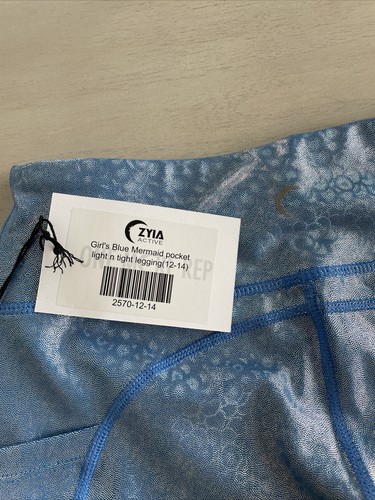 ZYIA
ACTIVE
Girl's Blue Mermaid pocket
light n tight legging(12-14)
2570-12-14